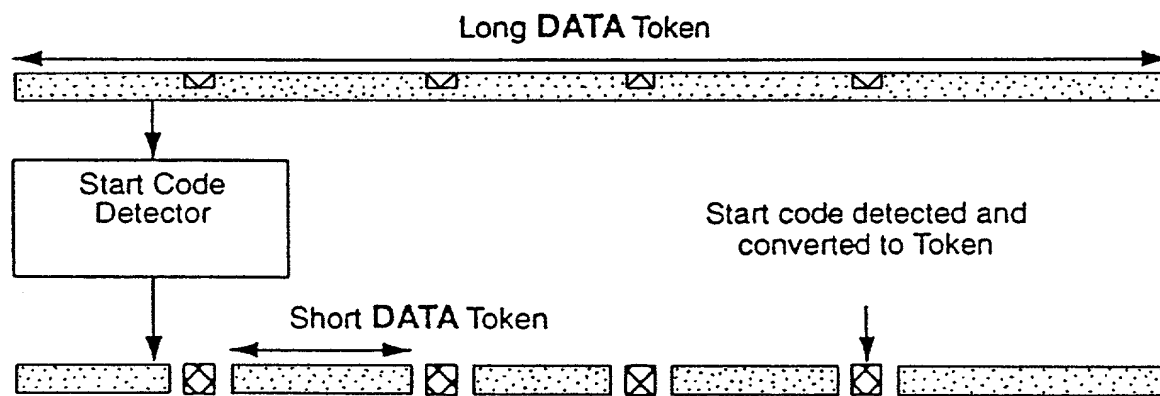 Long DATA Token
Start Code
Detector
Start code detected and
converted to Token
Short DATA Token